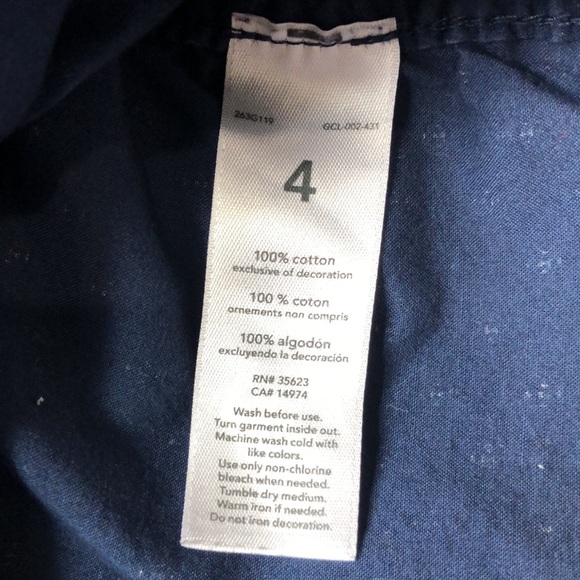 263G119 GCL-002-431
4
100% cotton
exclusive of decoration
100 % coton
ornements non compris
100% algodón
excluyendo la decoración
RN# 35623
CA# 14974
Wash before use.
Turn garment inside out.
Machine wash cold with
like colors.
Use only non-chlorine
bleach when needed.
Tumble dry medium.
Warm iron if needed.
Do not iron decoration.